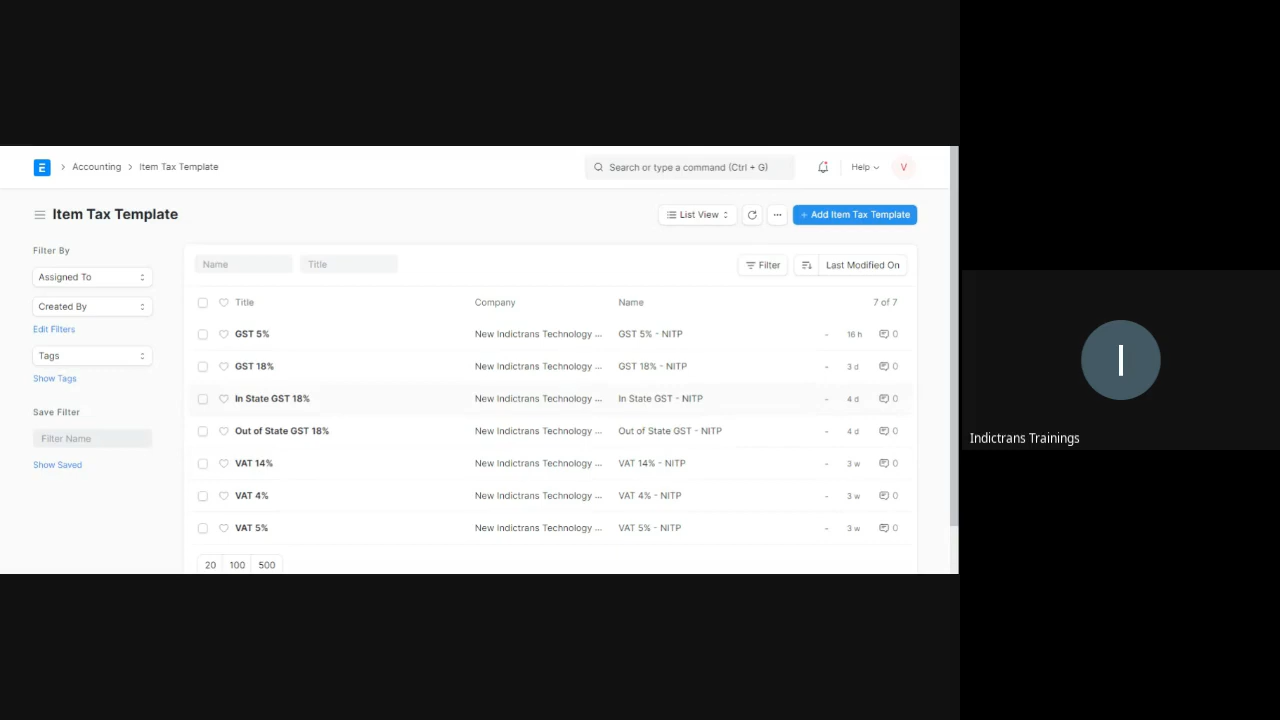 E > Accounting > Item Tax Template
Search or type a command (Ctrl + G)
Help
V
Item Tax Template
List View
+ Add Item Tax Template
Filter By
Assigned To
Created By
Edit Filters
Tags
Show Tags
Save Filter
Filter Name
Show Saved
Name Title Filter Last Modified On
Title Company Name 7 of 7
GST 5% New Indictrans Technology ... GST 5% - NITP - 16 h 0
GST 18% New Indictrans Technology ... GST 18% - NITP - 3 d 0
In State GST 18% New Indictrans Technology ... In State GST - NITP - 4 d 0
Out of State GST 18% New Indictrans Technology ... Out of State GST - NITP - 4 d 0
VAT 14% New Indictrans Technology ... VAT 14% - NITP - 3 w 0
VAT 4% New Indictrans Technology ... VAT 4% - NITP - 3 w 0
VAT 5% New Indictrans Technology ... VAT 5% - NITP - 3 w 0
20 100 500
I
Indictrans Trainings